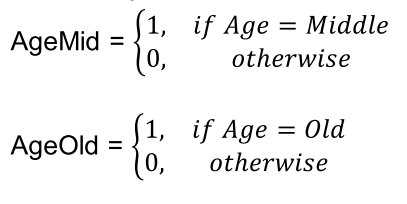 AgeMid = {1, if Age = Middle
0, otherwise
AgeOld = {1, if Age = Old
0, otherwise